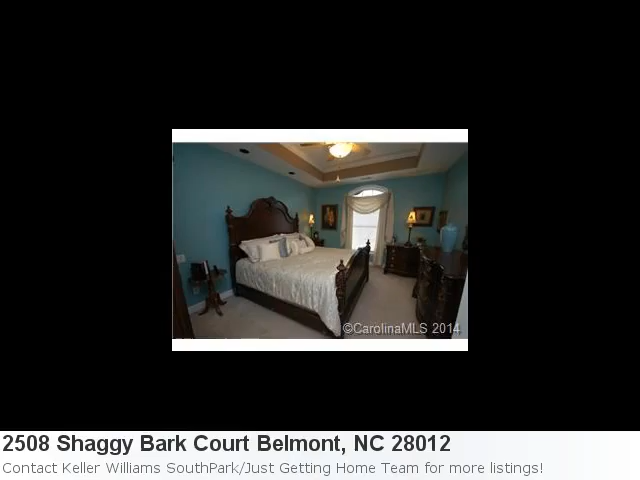 ©CarolinaMLS 2014
2508 Shaggy Bark Court Belmont, NC 28012
Contact Keller Williams SouthPark/Just Getting Home Team for more listings!